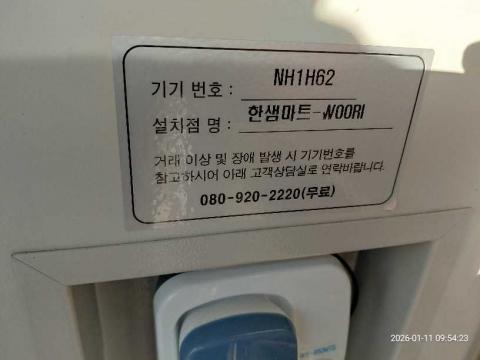 기기 번호 : NH1H62
설치점 명 : 한샘마트-WOORI
거래 이상 및 장애 발생 시 기기번호를
참고하시어 아래 고객상담실로 연락바랍니다.
080-920-2220(무료)
2026-01-11 09:54:23